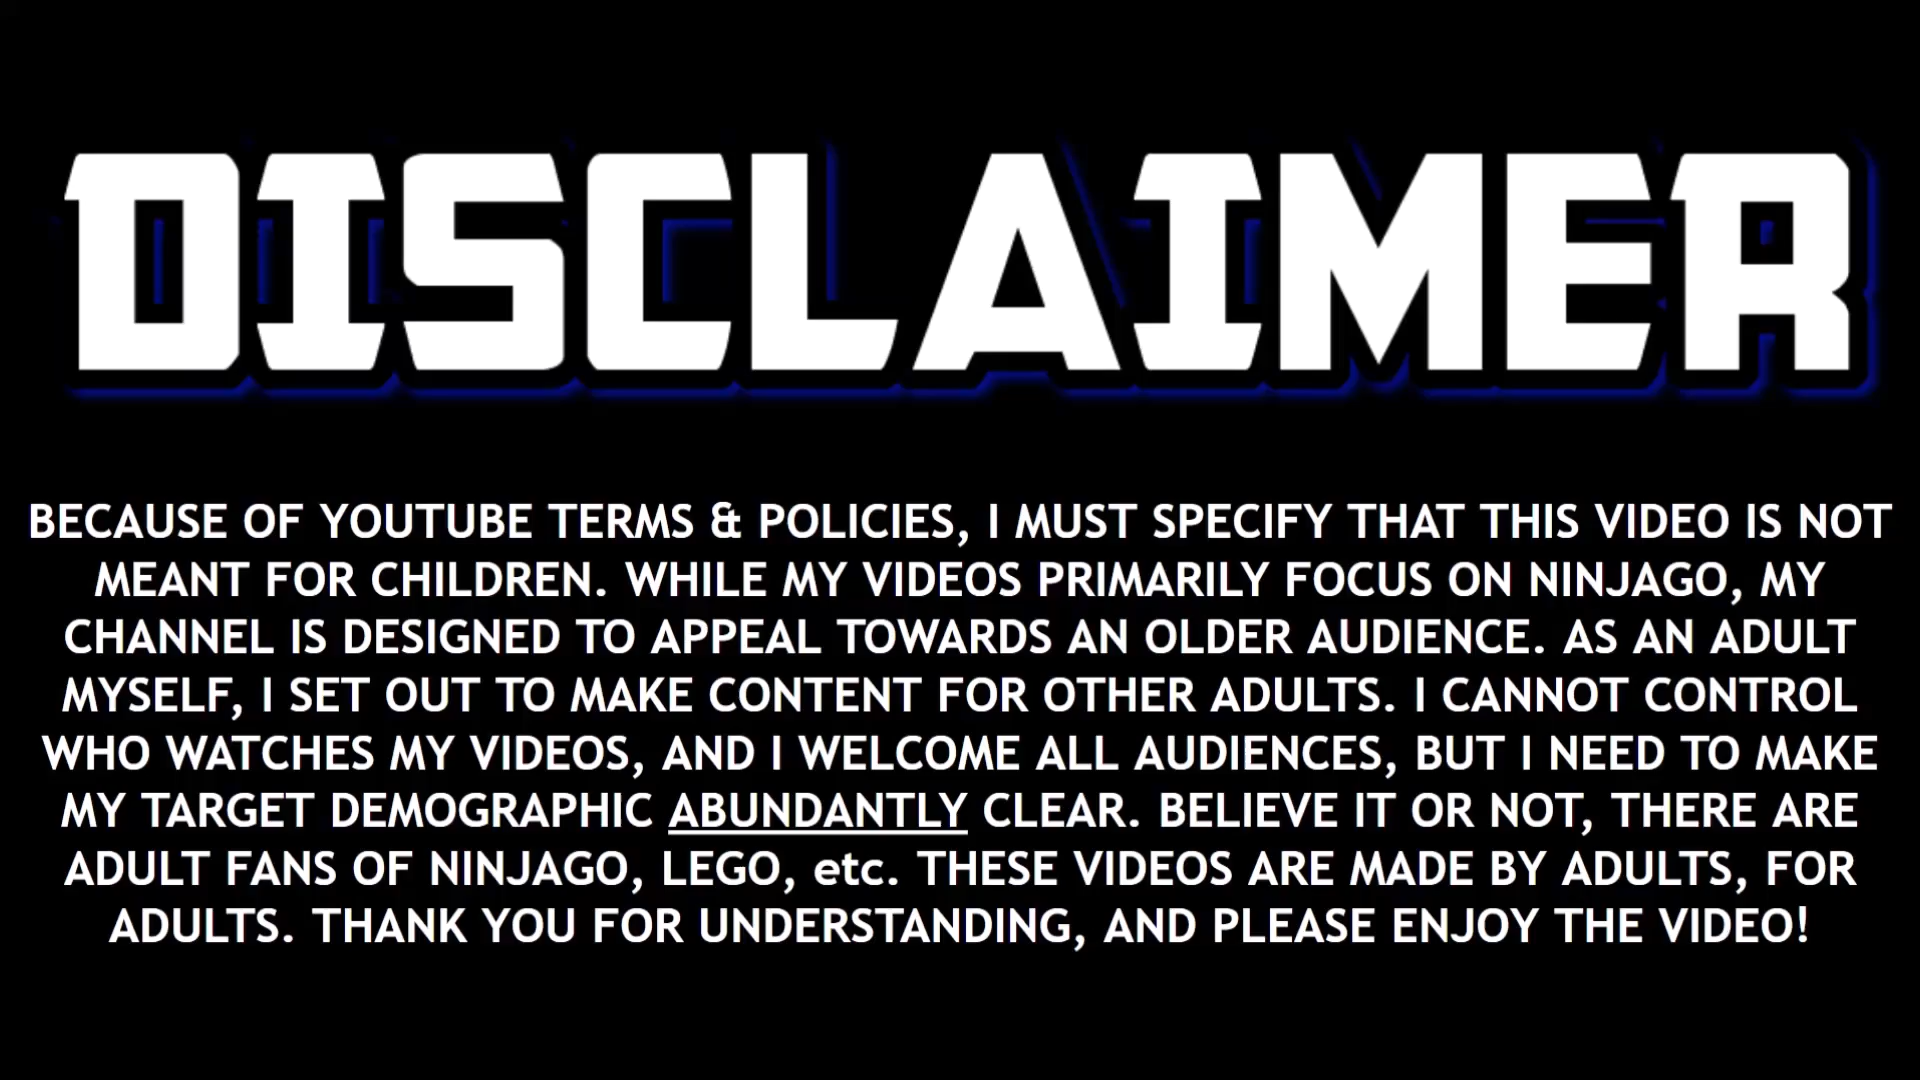 DISCLAIMER
BECAUSE OF YOUTUBE TERMS & POLICIES, I MUST SPECIFY THAT THIS VIDEO IS NOT
MEANT FOR CHILDREN. WHILE MY VIDEOS PRIMARILY FOCUS ON NINJAGO, MY
CHANNEL IS DESIGNED TO APPEAL TOWARDS AN OLDER AUDIENCE. AS AN ADULT
MYSELF, I SET OUT TO MAKE CONTENT FOR OTHER ADULTS. I CANNOT CONTROL
WHO WATCHES MY VIDEOS, AND I WELCOME ALL AUDIENCES, BUT I NEED TO MAKE
MY TARGET DEMOGRAPHIC ABUNDANTLY CLEAR. BELIEVE IT OR NOT, THERE ARE
ADULT FANS OF NINJAGO, LEGO, etc. THESE VIDEOS ARE MADE BY ADULTS, FOR
ADULTS. THANK YOU FOR UNDERSTANDING, AND PLEASE ENJOY THE VIDEO!